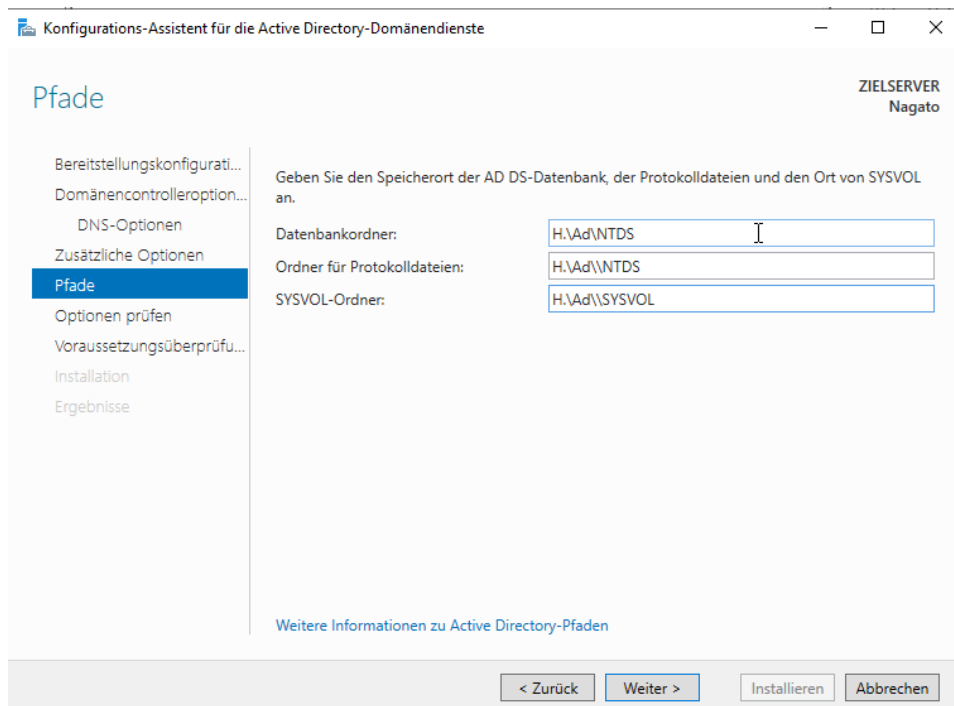 Konfigurations-Assistent für die Active Directory-Domänendienste
Pfade
ZIELSERVER
Nagato
Bereitstellungskonfigurati...
Domänencontrolleroption...
DNS-Optionen
Zusätzliche Optionen
Pfade
Optionen prüfen
Voraussetzungsüberprüfu...
Installation
Ergebnisse
Geben Sie den Speicherort der AD DS-Datenbank, der Protokolldateien und den Ort von SYSVOL
an.
Datenbankordner: H:\Ad\NTDS
Ordner für Protokolldateien: H:\Ad\\NTDS
SYSVOL-Ordner: H:\Ad\\SYSVOL
Weitere Informationen zu Active Directory-Pfaden
< Zurück Weiter > Installieren Abbrechen